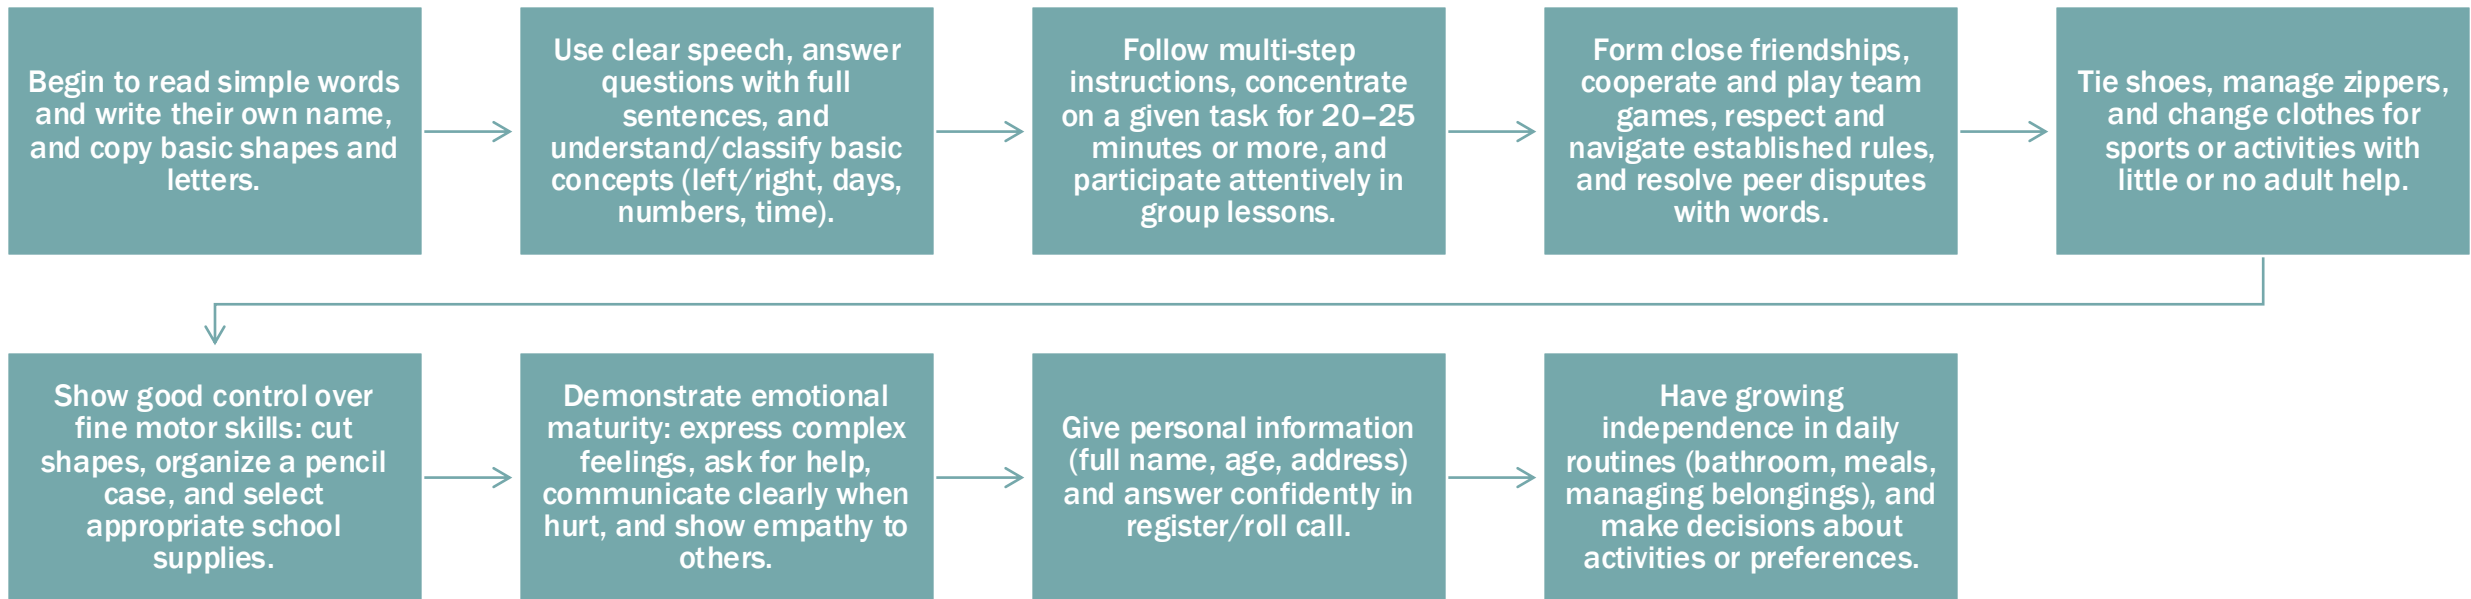 Begin to read simple words
and write their own name,
and copy basic shapes and
letters.
Use clear speech, answer
questions with full
sentences, and
understand/classify basic
concepts (left/right, days,
numbers, time).
Follow multi-step
instructions, concentrate
on a given task for 20–25
minutes or more, and
participate attentively in
group lessons.
Form close friendships,
cooperate and play team
games, respect and
navigate established rules,
and resolve peer disputes
with words.
Tie shoes, manage zippers,
and change clothes for
sports or activities with
little or no adult help.
Show good control over
fine motor skills: cut
shapes, organize a pencil
case, and select
appropriate school
supplies.
Demonstrate emotional
maturity: express complex
feelings, ask for help,
communicate clearly when
hurt, and show empathy to
others.
Give personal information
(full name, age, address)
and answer confidently in
register/roll call.
Have growing
independence in daily
routines (bathroom, meals,
managing belongings), and
make decisions about
activities or preferences.